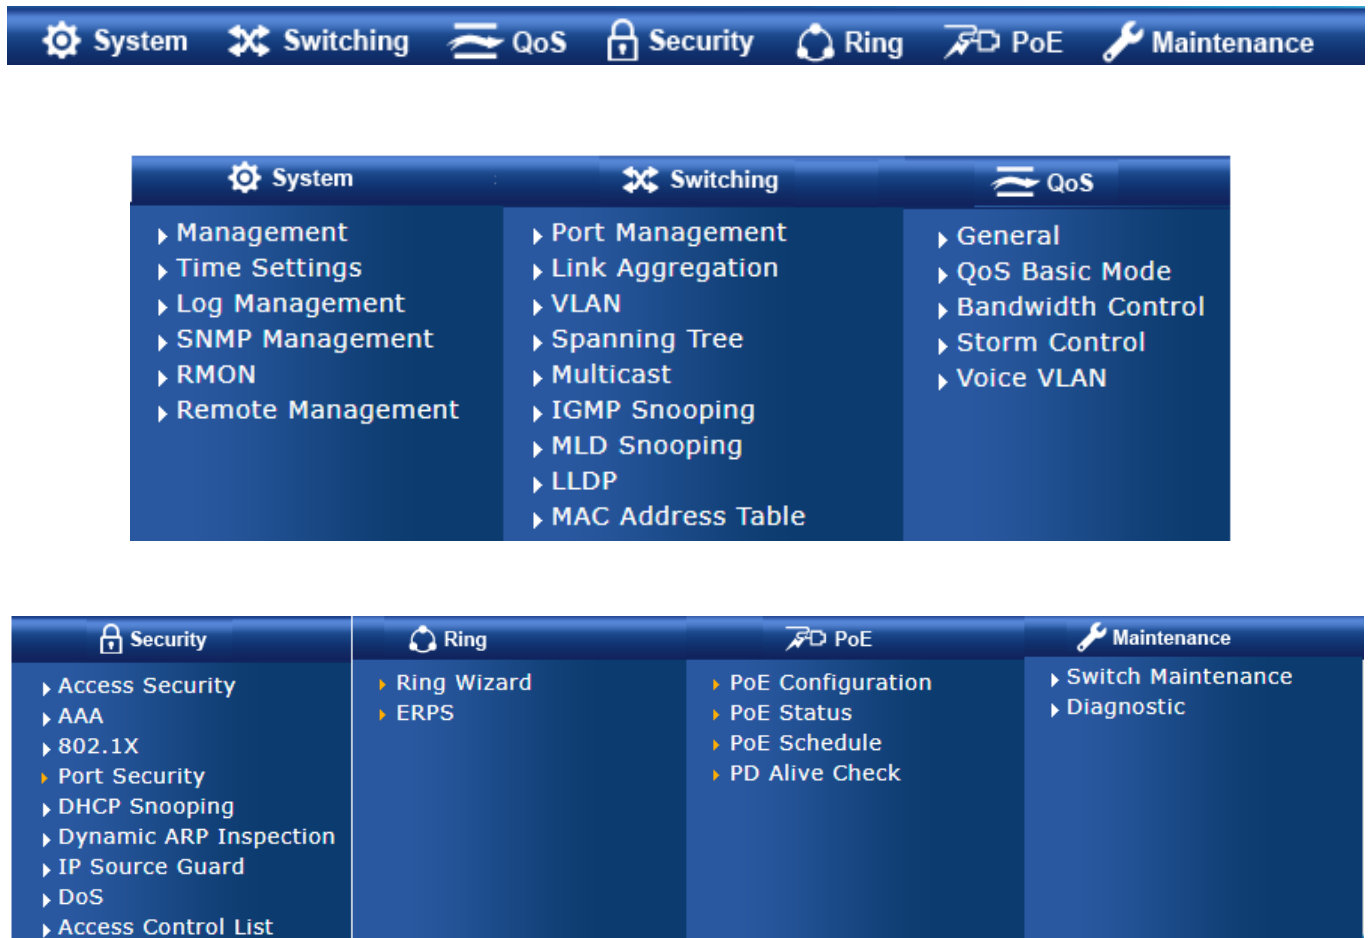 System Switching QoS Security Ring PoE Maintenance
System
Management
Time Settings
Log Management
SNMP Management
RMON
Remote Management
Switching
Port Management
Link Aggregation
VLAN
Spanning Tree
Multicast
IGMP Snooping
MLD Snooping
LLDP
MAC Address Table
QoS
General
QoS Basic Mode
Bandwidth Control
Storm Control
Voice VLAN
Security
Access Security
AAA
802.1X
Port Security
DHCP Snooping
Dynamic ARP Inspection
IP Source Guard
DoS
Access Control List
Ring
Ring Wizard
ERPS
PoE
PoE Configuration
PoE Status
PoE Schedule
PD Alive Check
Maintenance
Switch Maintenance
Diagnostic